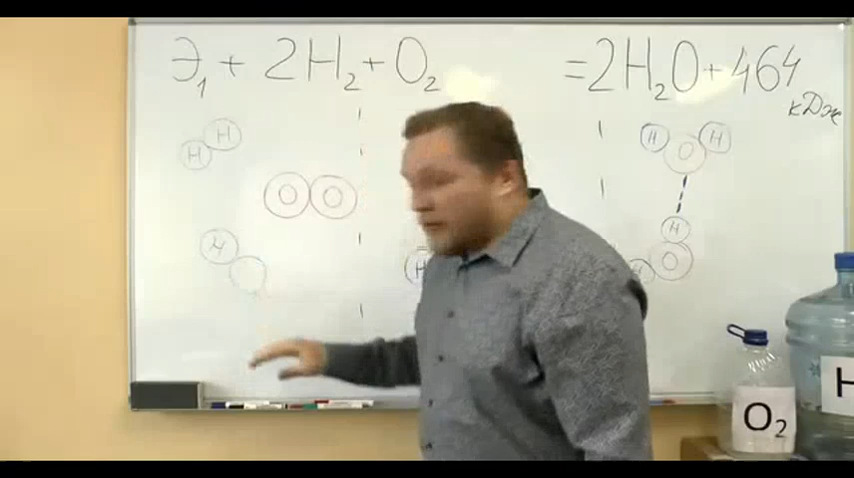 Э₁ + 2H₂ + O₂ = 2H₂O + 464
кДж
H H
H H
O O
O
H
H
H
H O
O₂
H